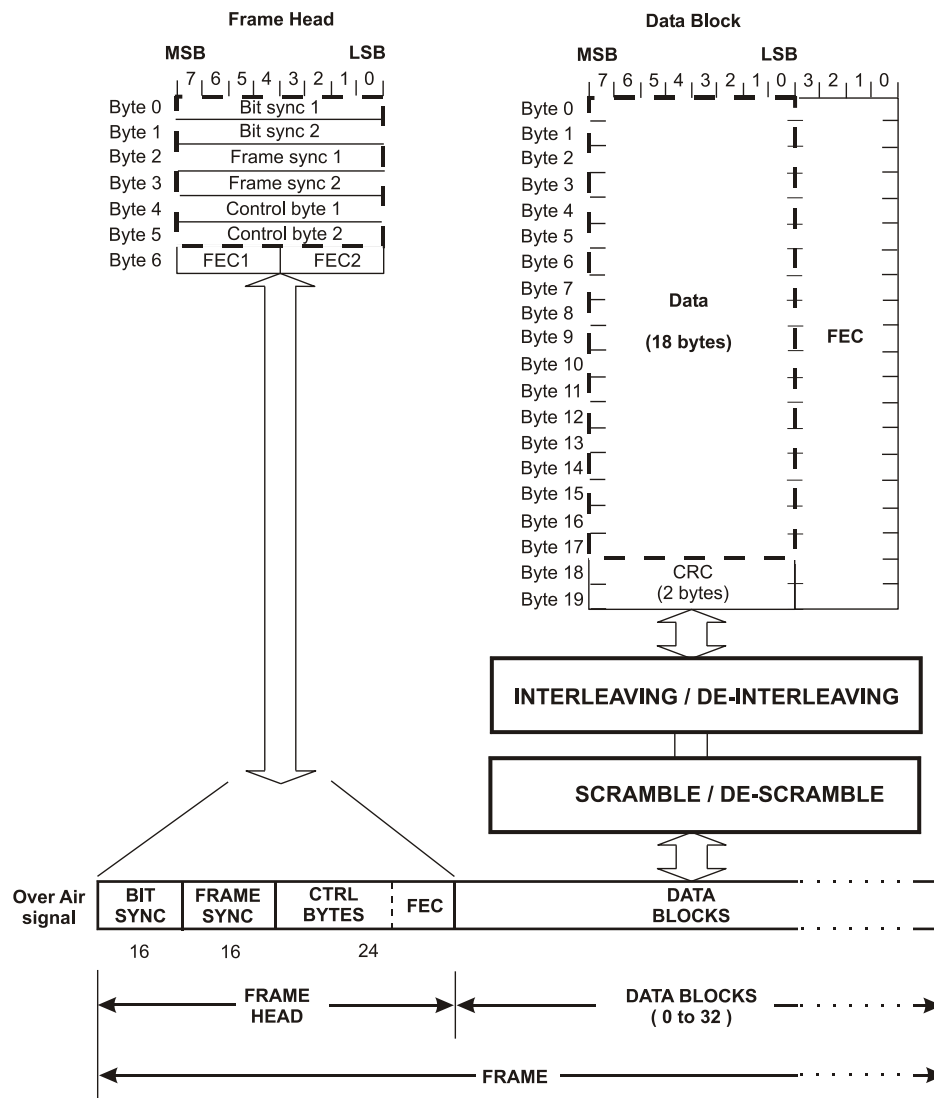 Frame Head
MSB LSB
7 6 5 4 3 2 1 0
Byte 0 Bit sync 1
Byte 1 Bit sync 2
Byte 2 Frame sync 1
Byte 3 Frame sync 2
Byte 4 Control byte 1
Byte 5 Control byte 2
Byte 6 FEC1 FEC2
Data Block
MSB LSB
7 6 5 4 3 2 1 0 3 2 1 0
Byte 0
Byte 1
Byte 2
Byte 3
Byte 4
Byte 5
Byte 6
Byte 7
Byte 8
Byte 9
Byte 10
Byte 11
Byte 12
Byte 13
Byte 14
Byte 15
Byte 16
Byte 17
Byte 18
Byte 19
Data
(18 bytes)
FEC
CRC
(2 bytes)
INTERLEAVING / DE-INTERLEAVING
SCRAMBLE / DE-SCRAMBLE
Over Air
signal
BIT
SYNC
FRAME
SYNC
CTRL
BYTES
FEC
DATA
BLOCKS
16 16 24
FRAME
HEAD
DATA BLOCKS
( 0 to 32 )
FRAME